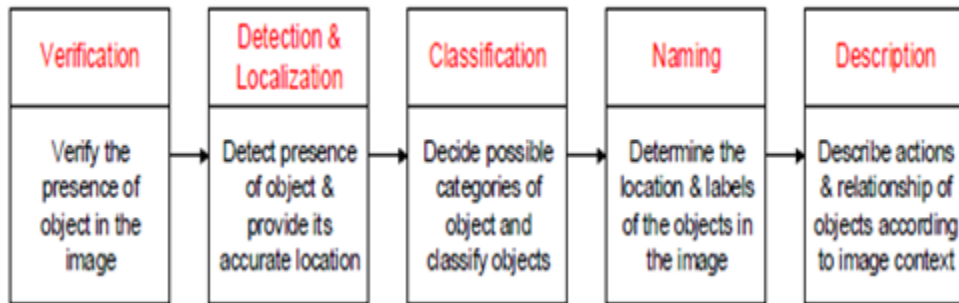 Verification
Verify the
presence of
object in the
image
Detection &
Localization
Detect presence
of object &
provide its
accurate location
Classification
Decide possible
categories of
object and
classify objects
Naming
Determine the
location & labels
of the objects in
the image
Description
Describe actions
& relationship of
objects according
to image context